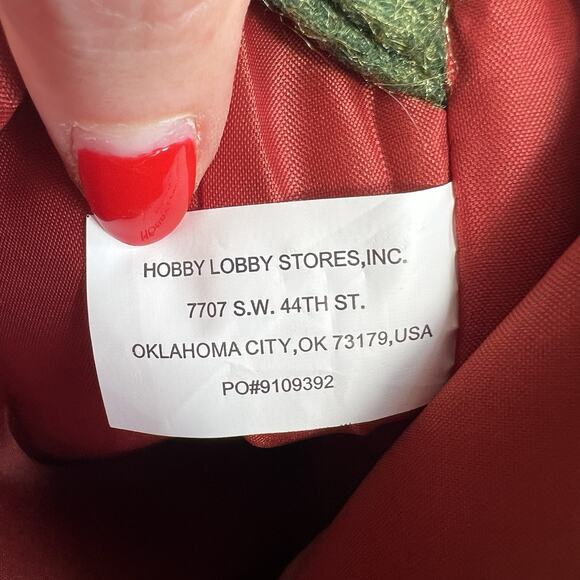 HOBBY LOBBY STORES,INC.
7707 S.W. 44TH ST.
OKLAHOMA CITY,OK 73179,USA
PO#9109392